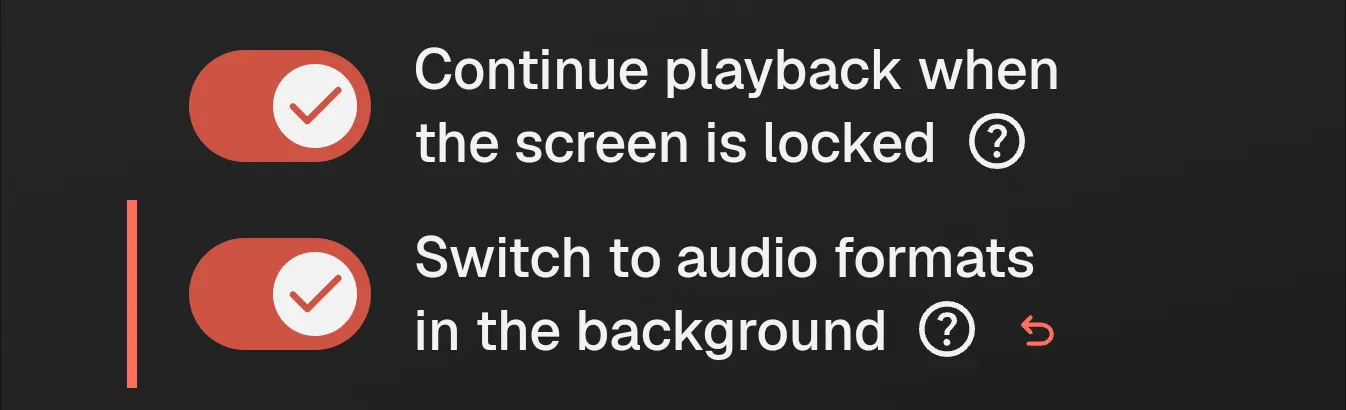 Continue playback when
the screen is locked
Switch to audio formats
in the background